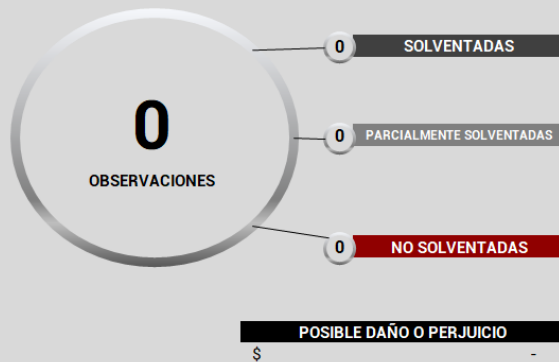 0
OBSERVACIONES
0 SOLVENTADAS
0 PARCIALMENTE SOLVENTADAS
0 NO SOLVENTADAS
POSIBLE DAÑO O PERJUICIO
$ -